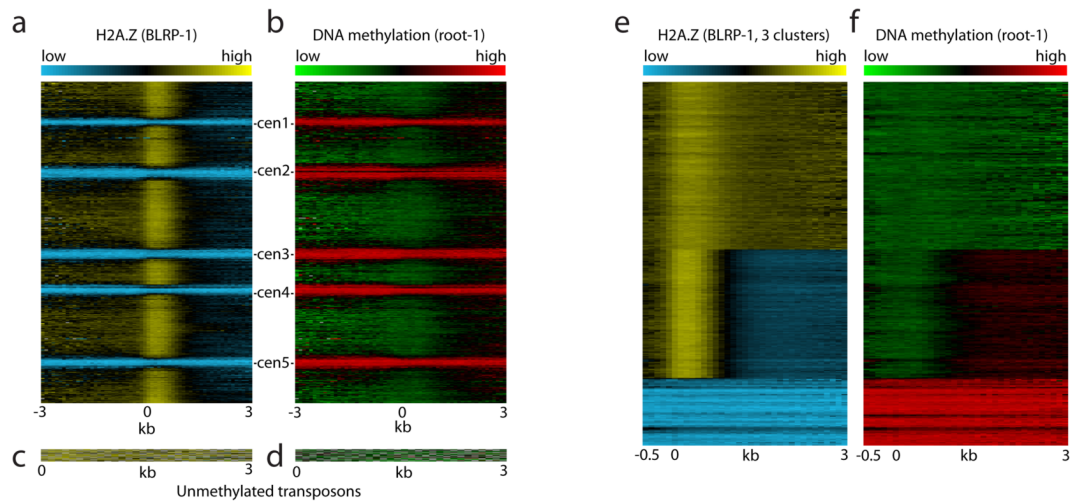 a
H2A.Z (BLRP-1)
low high
b
DNA methylation (root-1)
low high
-cen1-
-cen2-
-cen3-
-cen4-
-cen5-
-3 0 3
kb
-3 0 3
kb
c
0 kb 3
d
0 kb 3
Unmethylated transposons
e
H2A.Z (BLRP-1, 3 clusters)
low high
f
DNA methylation (root-1)
low high
-0.5 0 kb 3
-0.5 0 kb 3